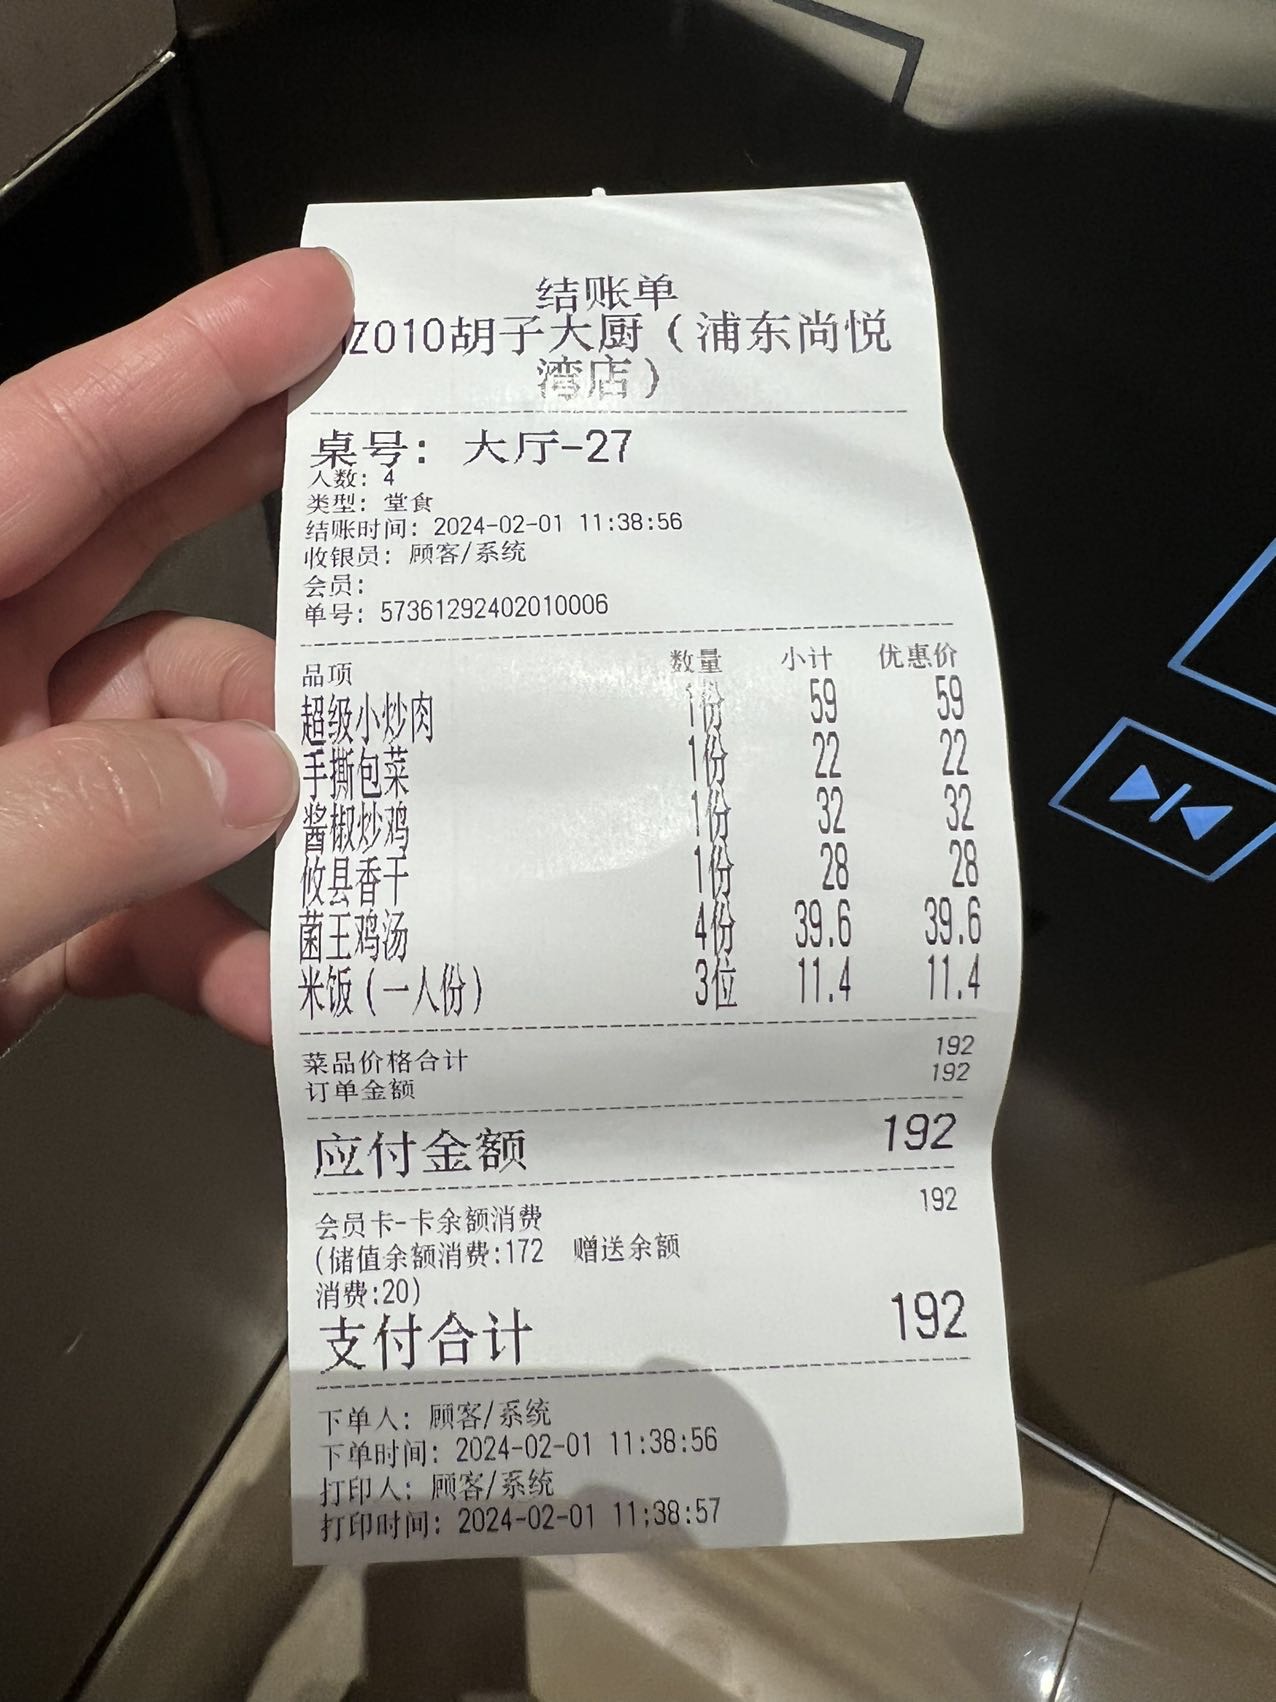 结账单
Z010胡子大厨（浦东尚悦
湾店）
桌号：大厅-27
人数：4
类型：堂食
结账时间：2024-02-01 11:38:56
收银员：顾客/系统
会员：
单号：57361292402010006
品项 数量 小计 优惠价
超级小炒肉 1份 59 59
手撕包菜 1份 22 22
酱椒炒鸡 1份 32 32
攸县香干 1份 28 28
菌王鸡汤 4份 39.6 39.6
米饭（一人份） 3位 11.4 11.4
菜品价格合计 192
订单金额 192
应付金额 192
会员卡-卡余额消费 192
(储值余额消费:172 赠送余额
消费:20)
支付合计 192
下单人：顾客/系统
下单时间：2024-02-01 11:38:56
打印人：顾客/系统
打印时间：2024-02-01 11:38:57